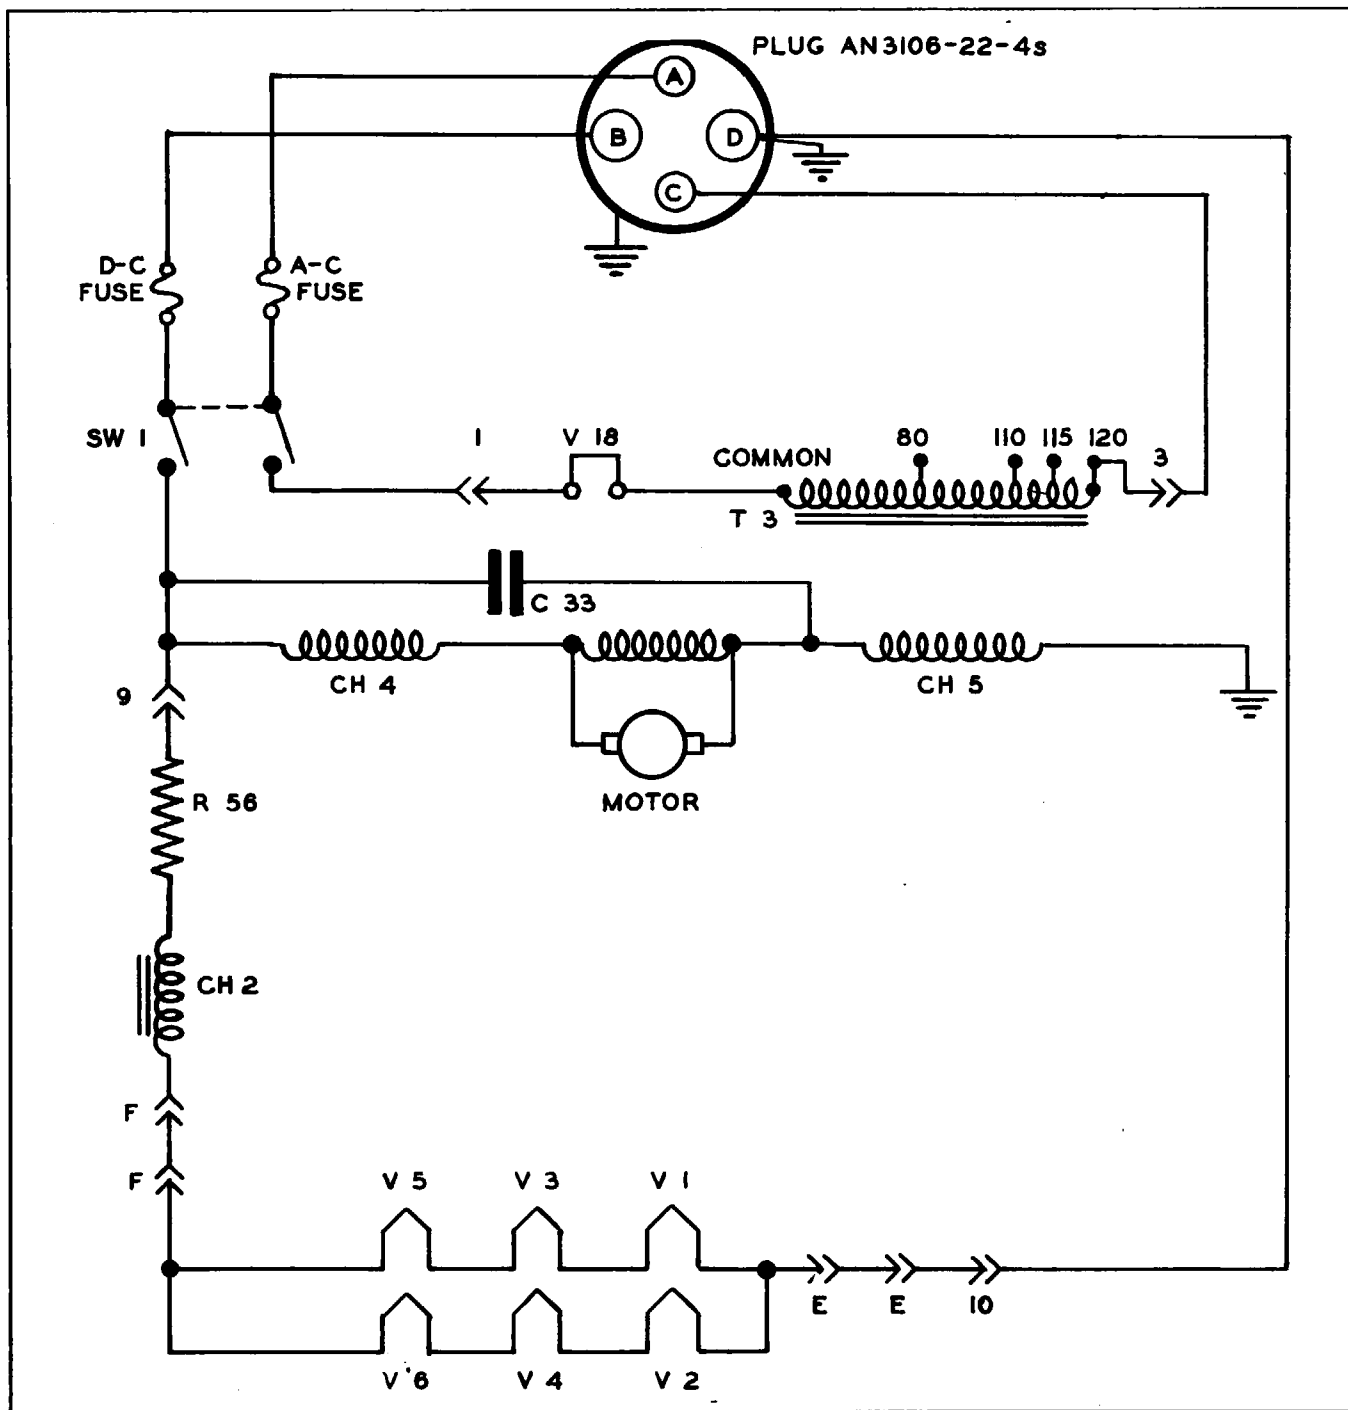 PLUG AN3106-22-4s
A
B
D
C
D-C
FUSE
A-C
FUSE
SW 1
1
V 18
COMMON
80
110
115
120
3
T 3
C 33
CH 4
CH 5
9
MOTOR
R 56
CH 2
F
F
V 5
V 3
V 1
E
E
10
V 6
V 4
V 2